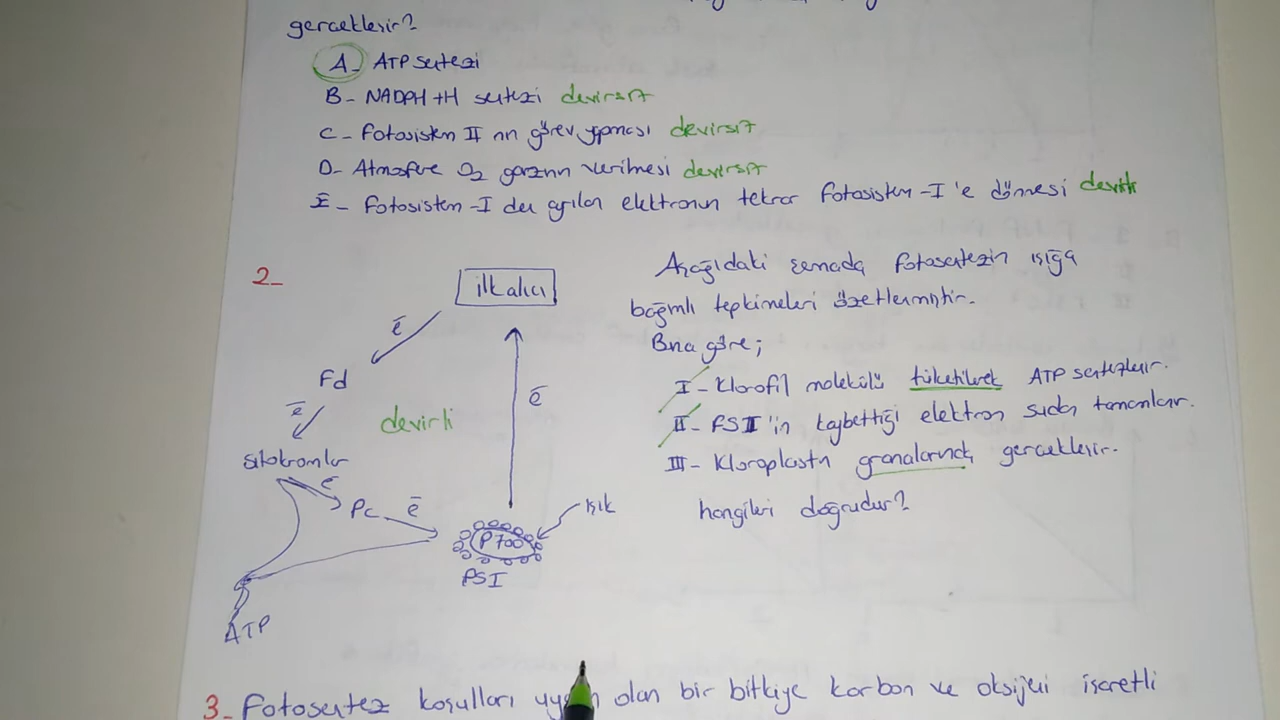 gerçekleşir?
A- ATP sentezi
B- NADPH+H sentezi devirsiz
C- Fotosistem II nin görev yapması devirsiz
D- Atmosfere O2 gazının verilmesi devirsiz
E- Fotosistem-I den ayrılan elektronun tekrar fotosistem-I'e dönmesi devirli
2-
Aşağıdaki şemada fotosentezin ışığa
bağımlı tepkimeleri özetlenmiştir.
Buna göre;
I- Klorofil molekülü tüketilerek ATP sentezlenir.
II- FSII'in kaybettiği elektron sudan tamamlanır.
III- Kloroplastın granalarında gerçekleşir.
hangileri doğrudur?
ilk alıcı
e
Fd
e
e
devirli
Sitokromlar
e
Pc
e
ışık
P700
FSI
ATP
3- Fotosentez koşulları olan bir bitkiye karbon ve oksijeni işaretli